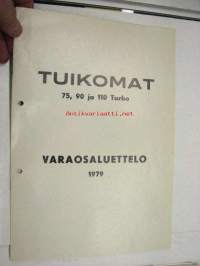 TUIKOMAT
75, 90 ja 110 Turbo
VARAOSALUETTELO
1979